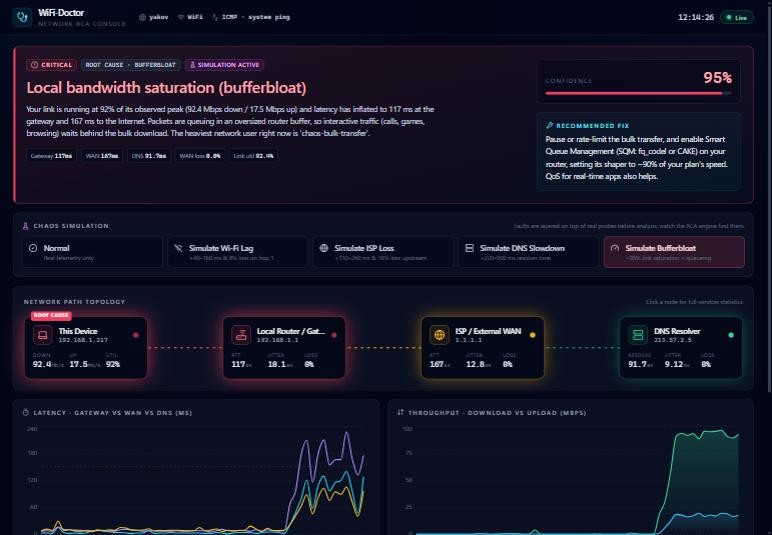 WiFi-Doctor
NETWORK RCA CONSOLE
yakov
WiFi
ICMP · system ping
12:14:26
Live
CRITICAL
ROOT CAUSE · BUFFERBLOAT
SIMULATION ACTIVE
Local bandwidth saturation (bufferbloat)
Your link is running at 92% of its observed peak (92.4 Mbps down / 17.5 Mbps up) and latency has inflated to 117 ms at the
gateway and 167 ms to the Internet. Packets are queueing in an oversized router buffer, so interactive traffic (calls, games,
browsing) waits behind the bulk download. The heaviest network user right now is 'chaos-bulk-transfer'.
Gateway 117ms
WAN 167ms
DNS 91.7ms
WAN loss 0.0%
Link util 92.4%
CONFIDENCE
95%
RECOMMENDED FIX
Pause or rate-limit the bulk transfer, and enable Smart
Queue Management (SQM: fq_codel or CAKE) on your
router, setting its shaper to ~90% of your plan's speed.
QoS for real-time apps also helps.
CHAOS SIMULATION
Faults are layered on top of real probes before analysis: watch the RCA engine find them.
Normal
Real telemetry only
Simulate Wi-Fi Lag
+40–160 ms & 8% loss on hop 1
Simulate ISP Loss
+110–260 ms & 18% loss upstream
Simulate DNS Slowdown
+220–900 ms resolver time
Simulate Bufferbloat
~95% link saturation + queueing
NETWORK PATH TOPOLOGY
Click a node for full-window statistics
ROOT CAUSE
This Device
192.168.1.217
DOWN
UP
UTIL
92.4
17.5
92%
Local Router / Gat...
192.168.1.1
RTT
JITTER
LOSS
117
10.1
0%
ISP / External WAN
1.1.1.1
RTT
JITTER
LOSS
167
12.8
0%
DNS Resolver
213.57.2.5
RESOLVE
JITTER
LOSS
91.7
9.12
0%
LATENCY · GATEWAY VS WAN VS DNS (MS)
240
180
120
60
0
THROUGHPUT · DOWNLOAD VS UPLOAD (MBPS)
100
75
50
25
0